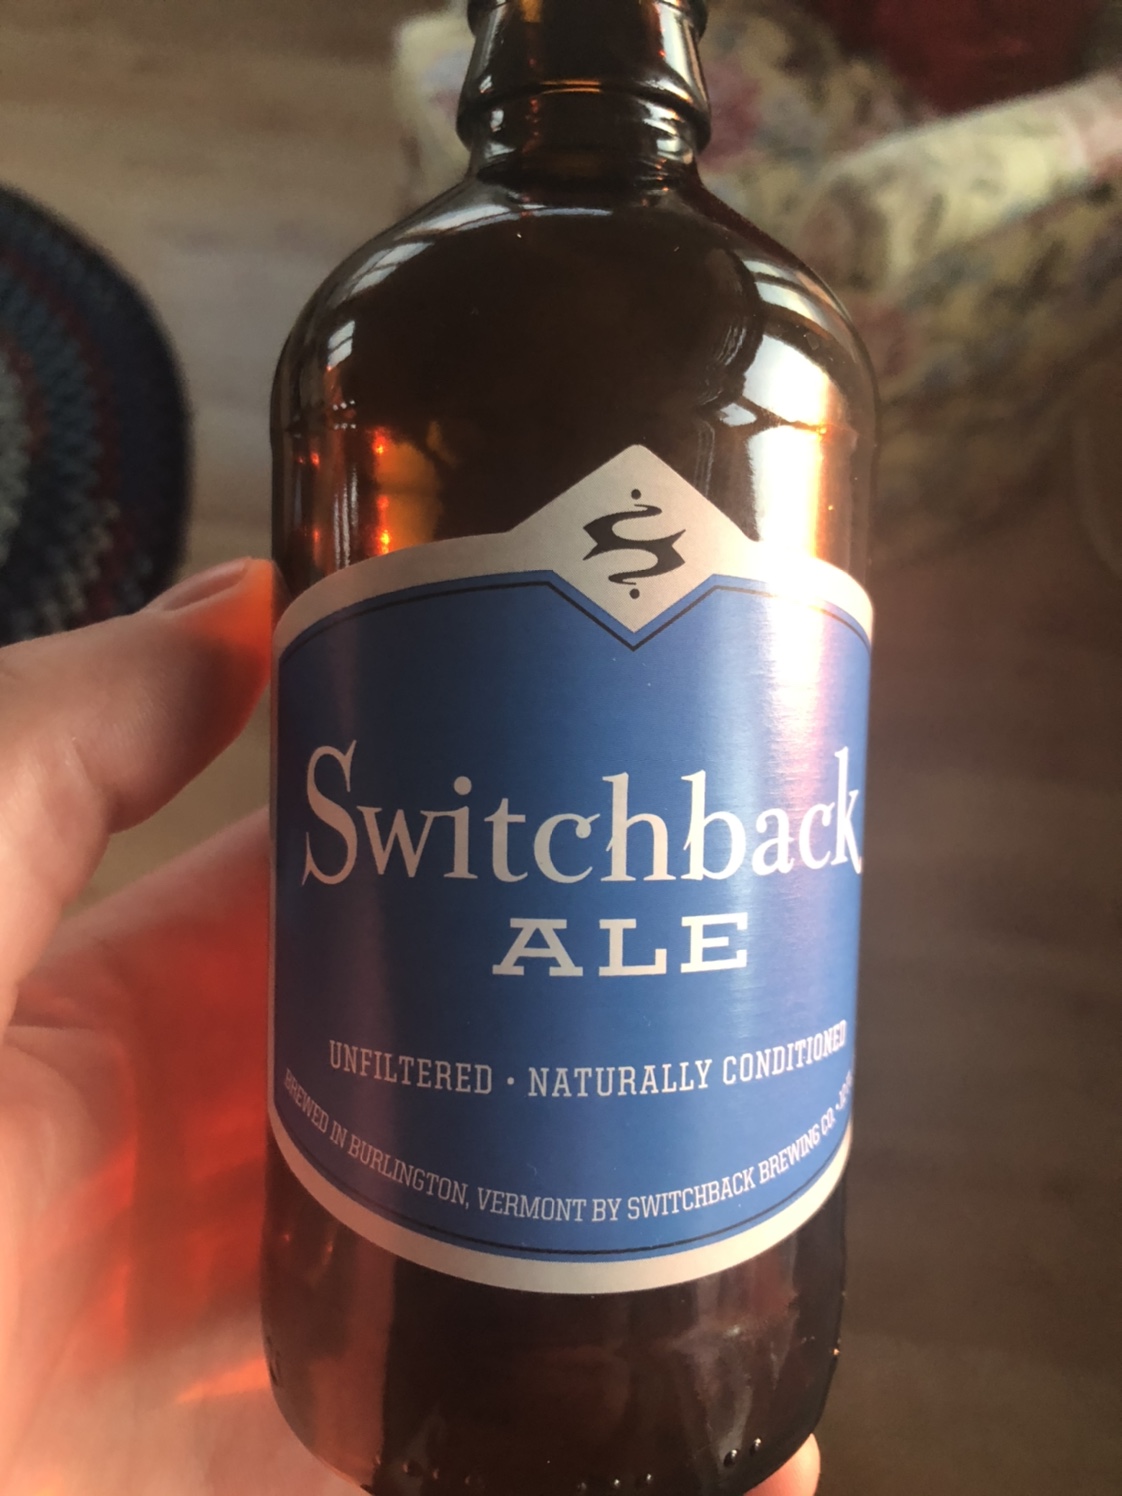 Switchback
ALE
UNFILTERED • NATURALLY CONDITIONED
BREWED IN BURLINGTON, VERMONT BY SWITCHBACK BREWING CO. •